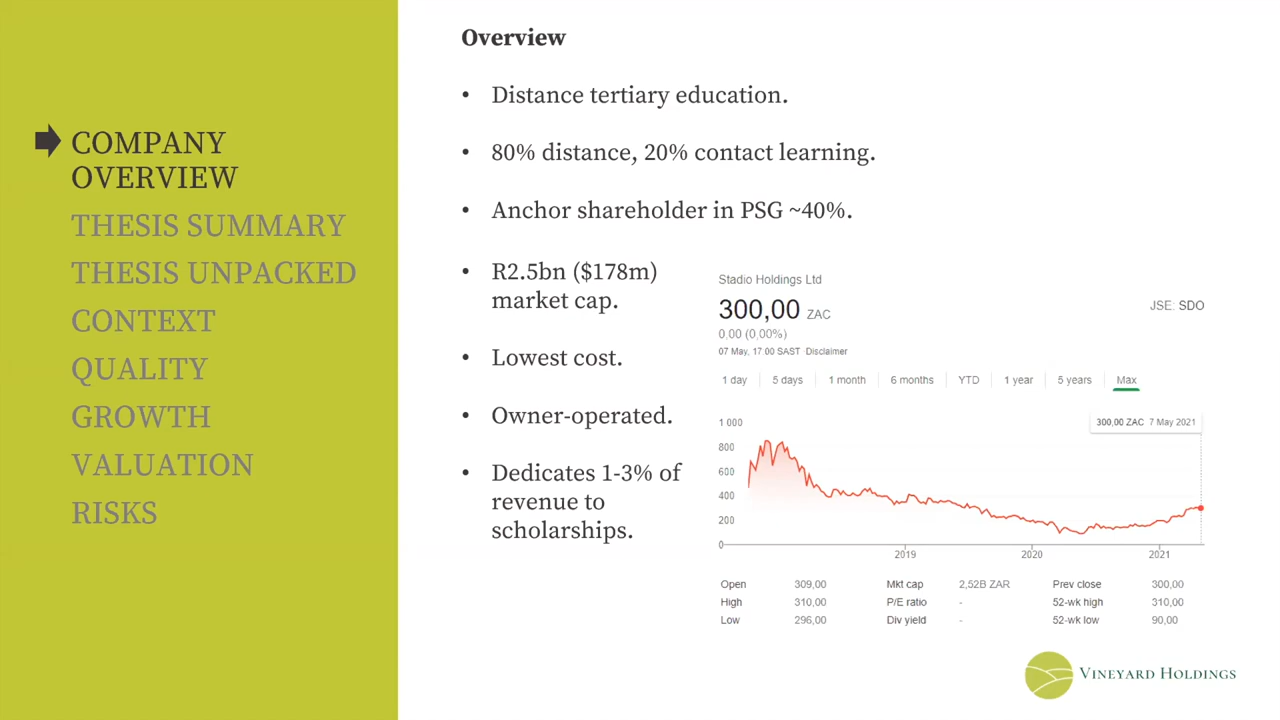 COMPANY
OVERVIEW
THESIS SUMMARY
THESIS UNPACKED
CONTEXT
QUALITY
GROWTH
VALUATION
RISKS
Overview
• Distance tertiary education.
• 80% distance, 20% contact learning.
• Anchor shareholder in PSG ~40%.
• R2.5bn ($178m)
market cap.
• Lowest cost.
• Owner-operated.
• Dedicates 1-3% of
revenue to
scholarships.
Stadio Holdings Ltd
300,00 ZAC
JSE: SDO
0,00 (0,00%)
07 May, 17:00 SAST Disclaimer
1 day 5 days 1 month 6 months YTD 1 year 5 years Max
300,00 ZAC 7 May 2021
1 000
800
600
400
200
0
2019 2020 2021
Open 309,00 Mkt cap 2,52B ZAR Prev close 300,00
High 310,00 P/E ratio - 52-wk high 310,00
Low 296,00 Div yield - 52-wk low 90,00
VINEYARD HOLDINGS